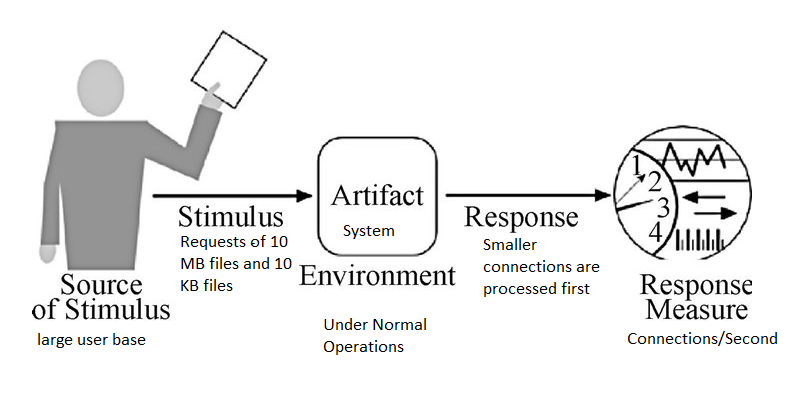 Source
of Stimulus
large user base
Stimulus
Requests of 10
MB files and 10
KB files
Artifact
System
Environment
Under Normal
Operations
Response
Smaller
connections are
processed first
1
2
3
4
Response
Measure
Connections/Second